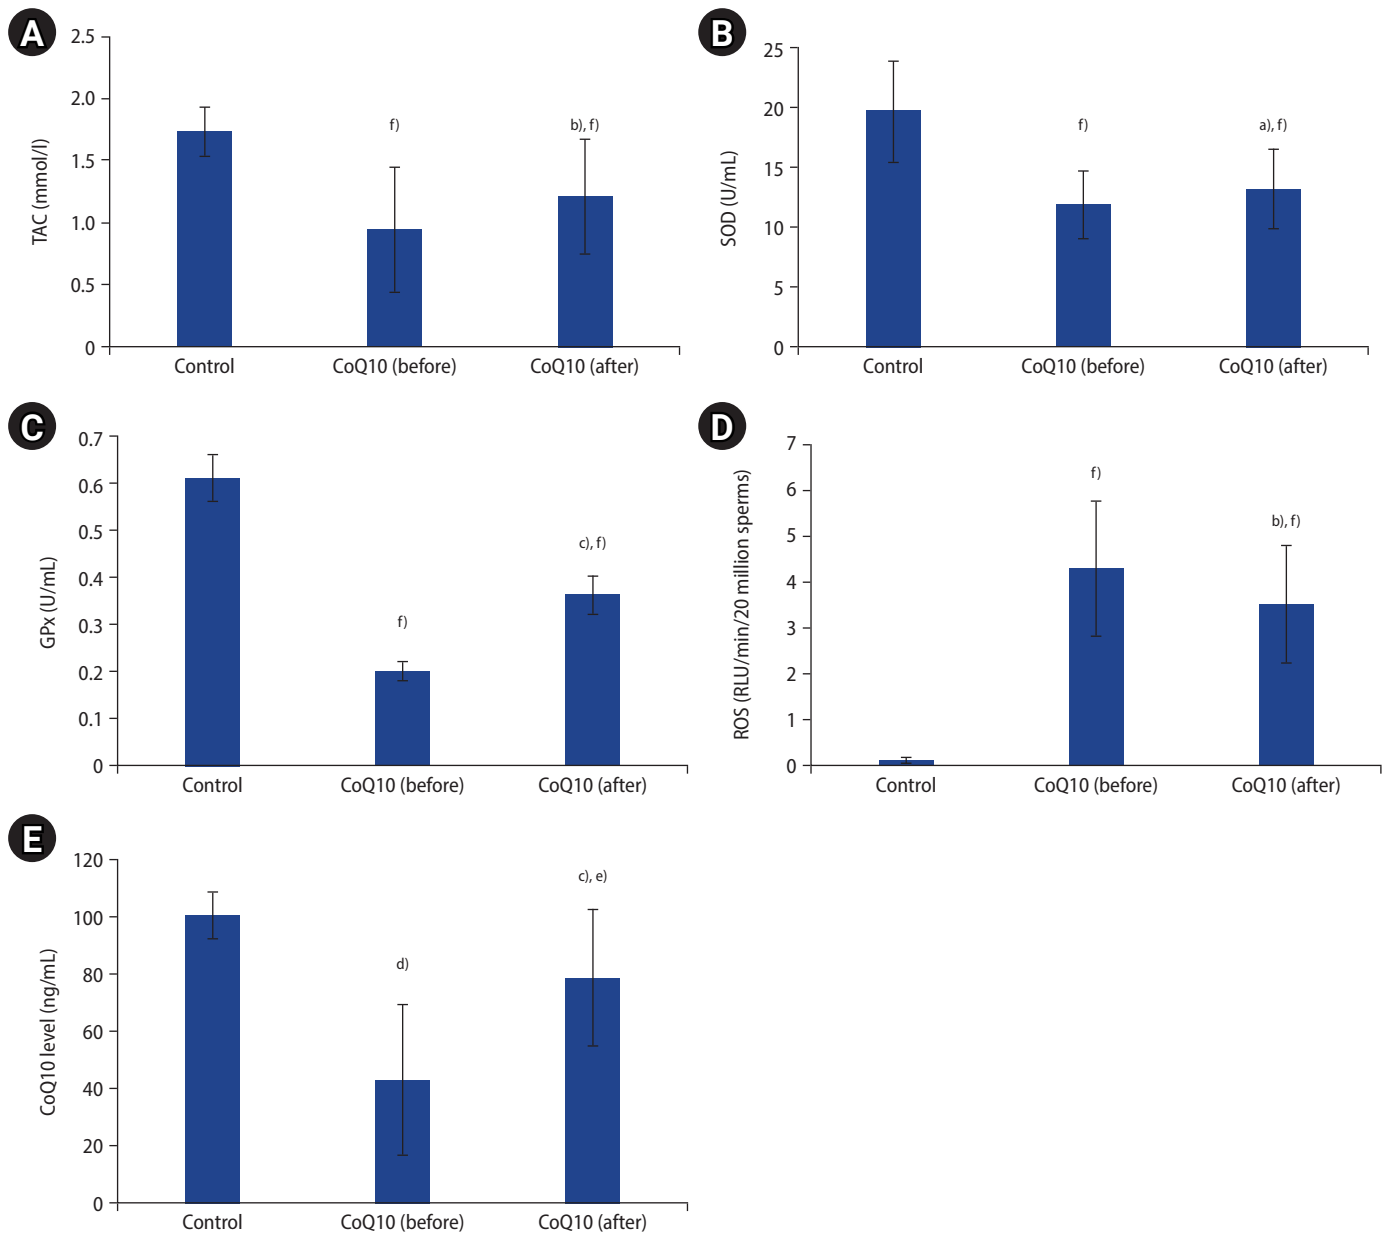 A
TAC (mmol/l)
2.5
2.0
1.5
1.0
0.5
0
f)
b), f)
Control
CoQ10 (before)
CoQ10 (after)
B
SOD (U/mL)
25
20
15
10
5
0
f)
a), f)
Control
CoQ10 (before)
CoQ10 (after)
C
GPx (U/mL)
0.7
0.6
0.5
0.4
0.3
0.2
0.1
0
f)
c), f)
Control
CoQ10 (before)
CoQ10 (after)
D
ROS (RLU/min/20 million sperms)
7
6
5
4
3
2
1
0
f)
b), f)
Control
CoQ10 (before)
CoQ10 (after)
E
CoQ10 level (ng/mL)
120
100
80
60
40
20
0
d)
c), e)
Control
CoQ10 (before)
CoQ10 (after)